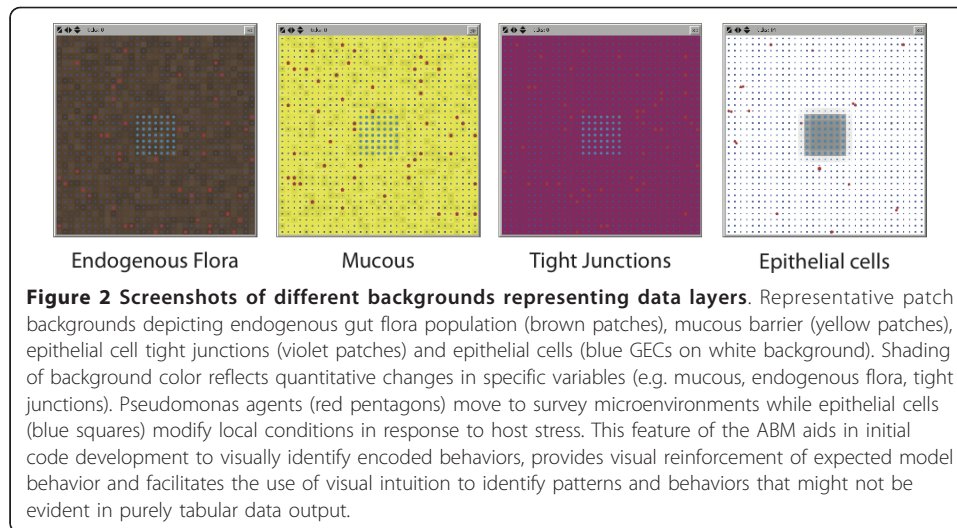 ticks: 0
ticks: 0
ticks: 0
Endogenous Flora
Mucous
Tight Junctions
Epithelial cells
Figure 2 Screenshots of different backgrounds representing data layers. Representative patch
backgrounds depicting endogenous gut flora population (brown patches), mucous barrier (yellow patches),
epithelial cell tight junctions (violet patches) and epithelial cells (blue GECs on white background). Shading
of background color reflects quantitative changes in specific variables (e.g. mucous, endogenous flora, tight
junctions). Pseudomonas agents (red pentagons) move to survey microenvironments while epithelial cells
(blue squares) modify local conditions in response to host stress. This feature of the ABM aids in initial
code development to visually identify encoded behaviors, provides visual reinforcement of expected model
behavior and facilitates the use of visual intuition to identify patterns and behaviors that might not be
evident in purely tabular data output.